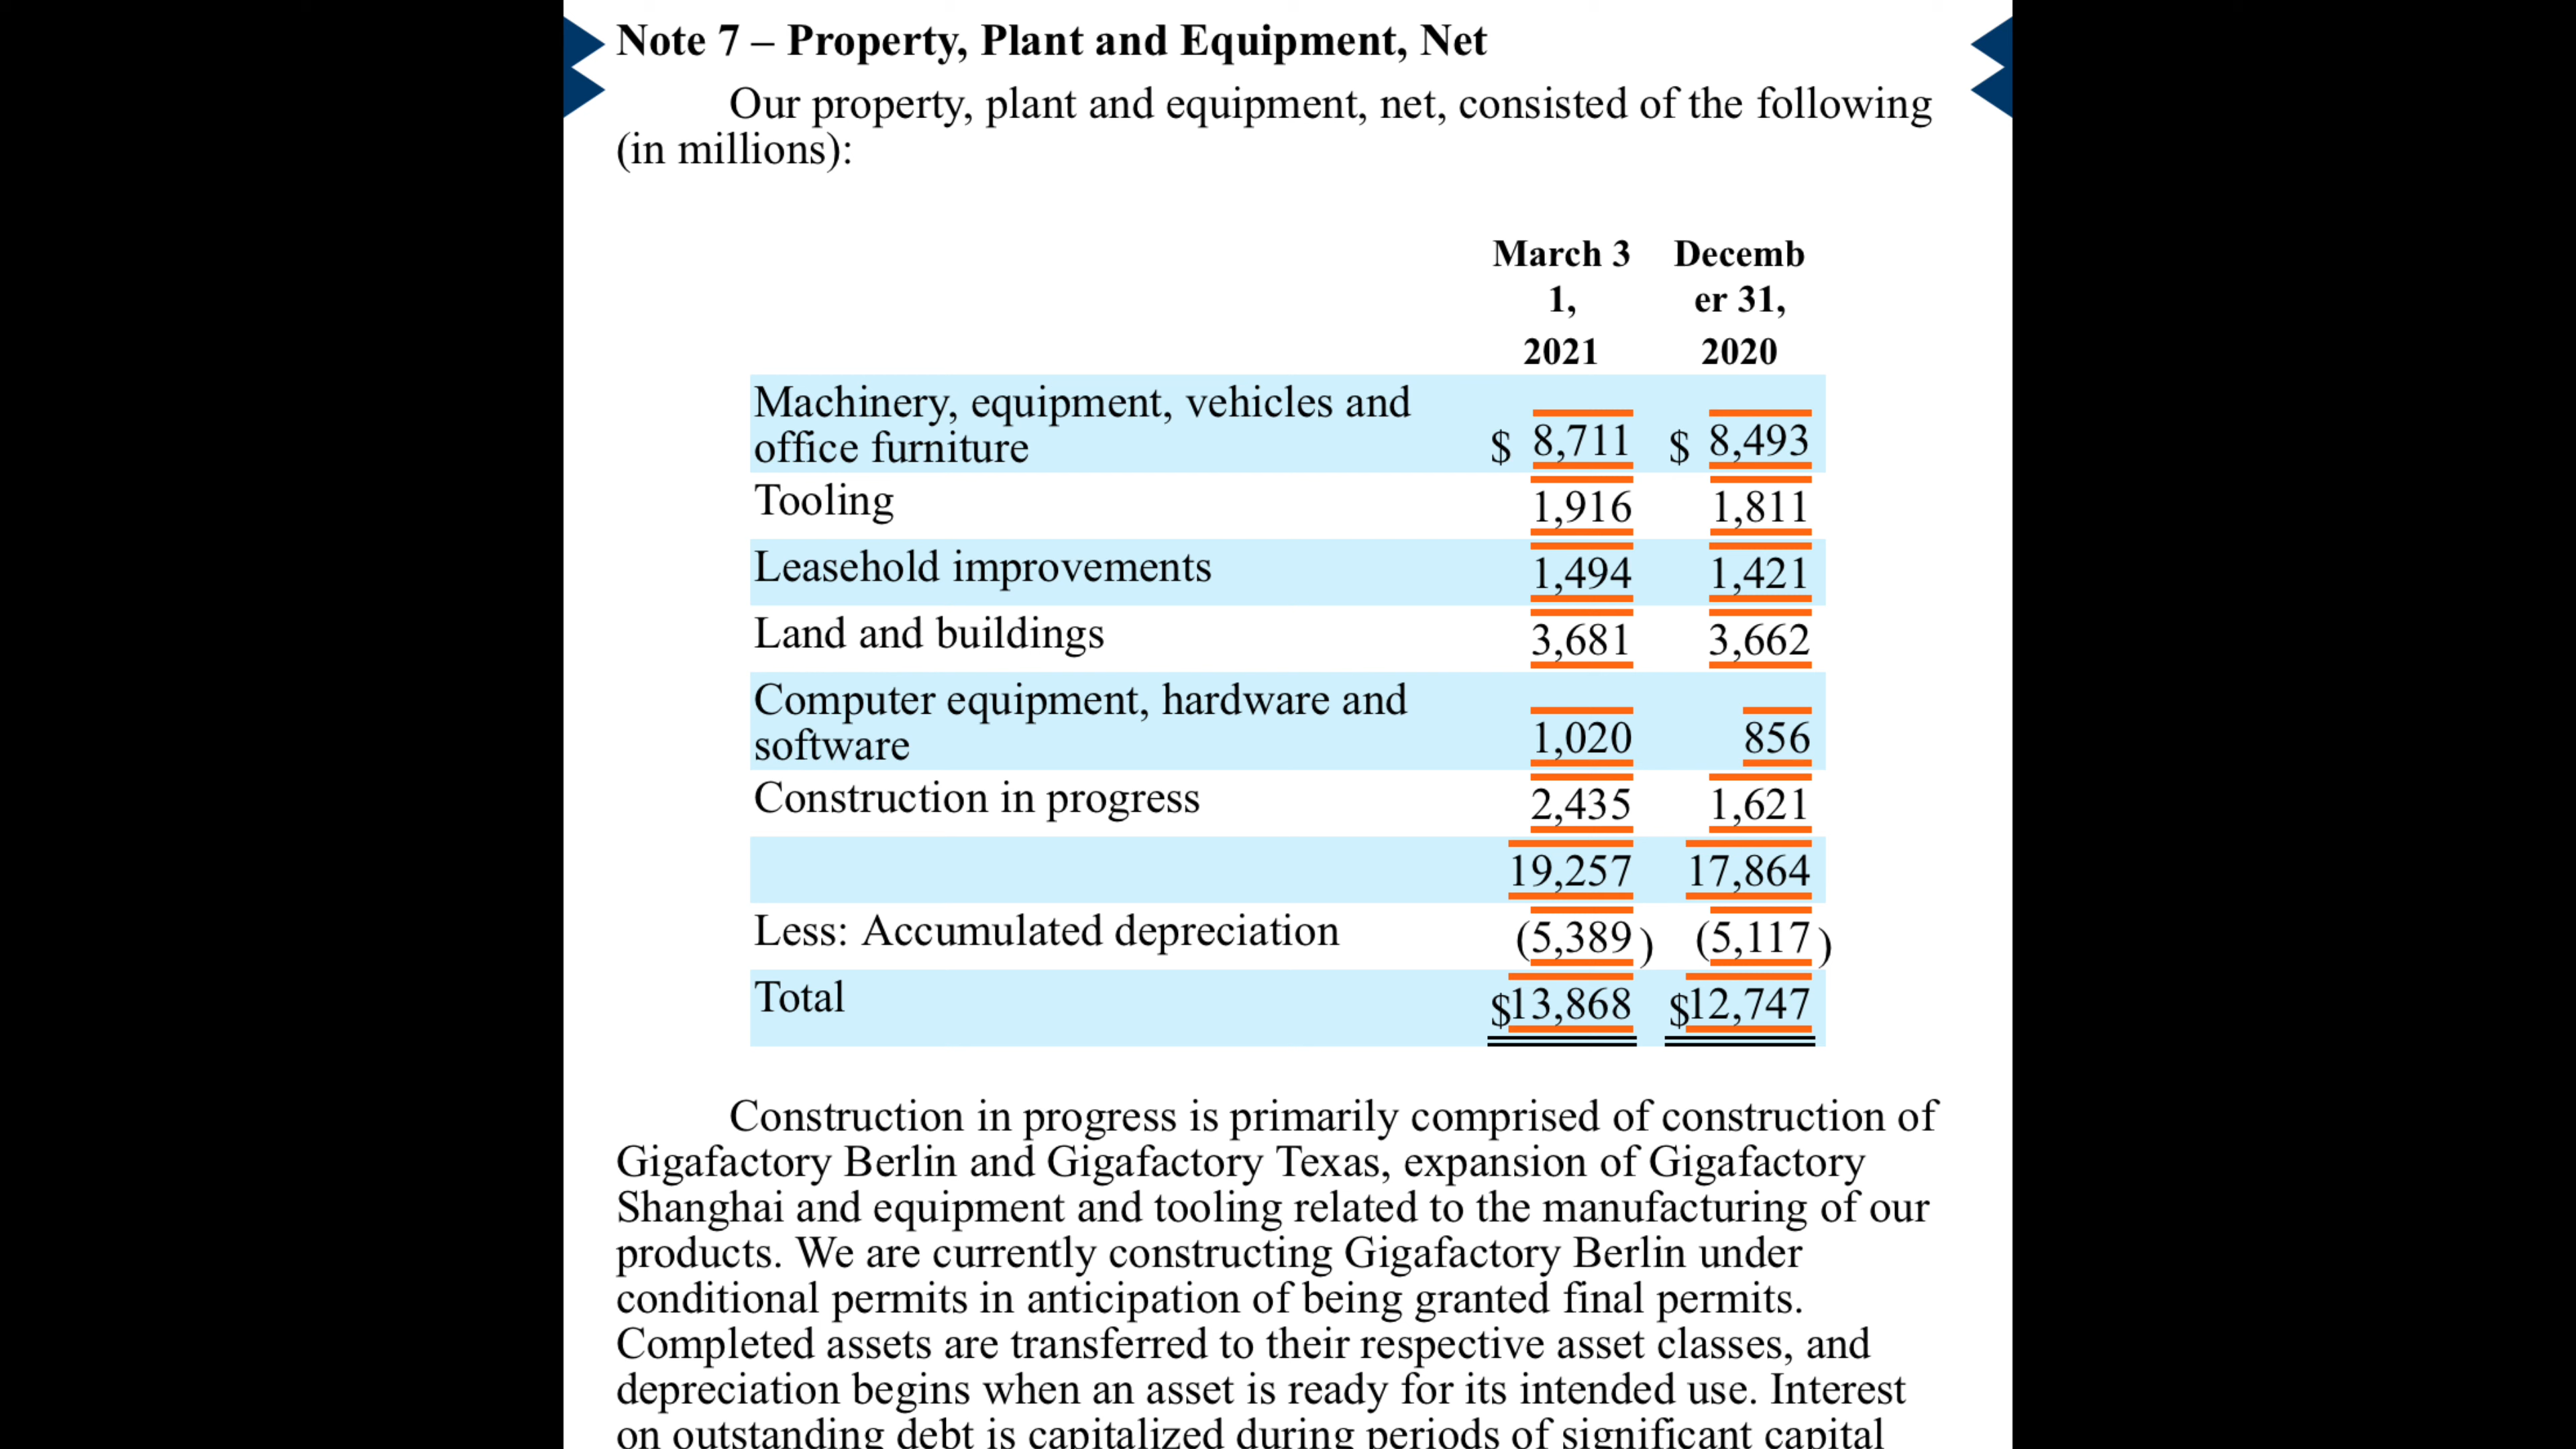 Note 7 – Property, Plant and Equipment, Net
Our property, plant and equipment, net, consisted of the following
(in millions):
March 3 Decemb
1, er 31,
2021 2020
Machinery, equipment, vehicles and
office furniture $ 8,711 $ 8,493
Tooling 1,916 1,811
Leasehold improvements 1,494 1,421
Land and buildings 3,681 3,662
Computer equipment, hardware and
software 1,020 856
Construction in progress 2,435 1,621
19,257 17,864
Less: Accumulated depreciation (5,389) (5,117)
Total $13,868 $12,747
Construction in progress is primarily comprised of construction of
Gigafactory Berlin and Gigafactory Texas, expansion of Gigafactory
Shanghai and equipment and tooling related to the manufacturing of our
products. We are currently constructing Gigafactory Berlin under
conditional permits in anticipation of being granted final permits.
Completed assets are transferred to their respective asset classes, and
depreciation begins when an asset is ready for its intended use. Interest
on outstanding debt is capitalized during periods of significant capital